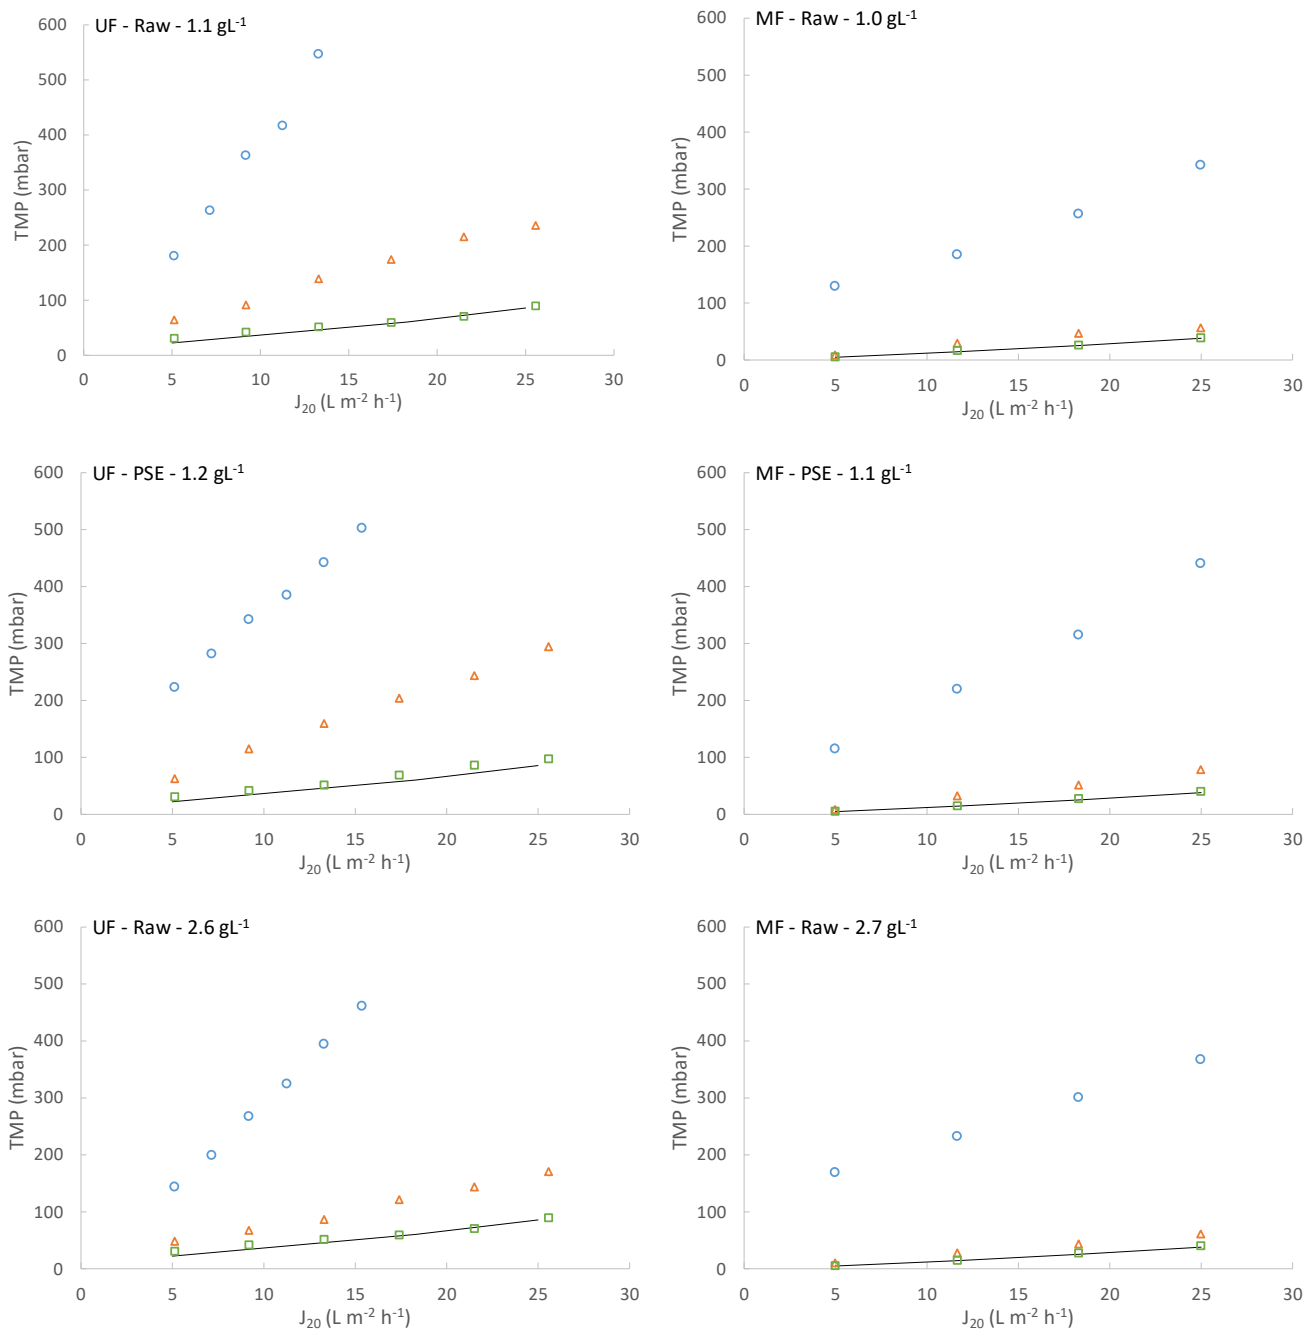 UF - Raw - 1.1 gL⁻¹
TMP (mbar)
600
500
400
300
200
100
0
0 5 10 15 20 25 30
J₂₀ (L m⁻² h⁻¹)
MF - Raw - 1.0 gL⁻¹
TMP (mbar)
600
500
400
300
200
100
0
0 5 10 15 20 25 30
J₂₀ (L m⁻² h⁻¹)
UF - PSE - 1.2 gL⁻¹
TMP (mbar)
600
500
400
300
200
100
0
0 5 10 15 20 25 30
J₂₀ (L m⁻² h⁻¹)
MF - PSE - 1.1 gL⁻¹
TMP (mbar)
600
500
400
300
200
100
0
0 5 10 15 20 25 30
J₂₀ (L m⁻² h⁻¹)
UF - Raw - 2.6 gL⁻¹
TMP (mbar)
600
500
400
300
200
100
0
0 5 10 15 20 25 30
J₂₀ (L m⁻² h⁻¹)
MF - Raw - 2.7 gL⁻¹
TMP (mbar)
600
500
400
300
200
100
0
0 5 10 15 20 25 30
J₂₀ (L m⁻² h⁻¹)